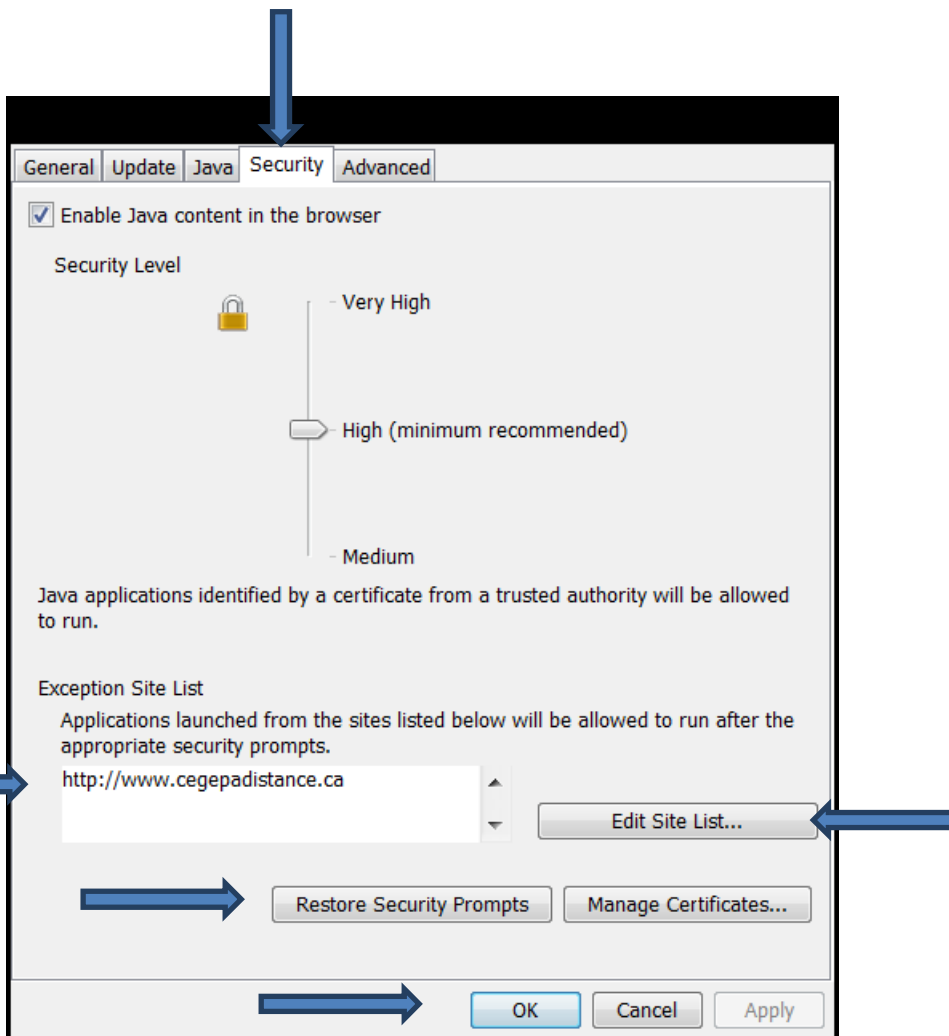 General Update Java Security Advanced
Enable Java content in the browser
Security Level
Very High
High (minimum recommended)
Medium
Java applications identified by a certificate from a trusted authority will be allowed
to run.
Exception Site List
Applications launched from the sites listed below will be allowed to run after the
appropriate security prompts.
http://www.cegepadistance.ca
Edit Site List...
Restore Security Prompts Manage Certificates...
OK Cancel Apply